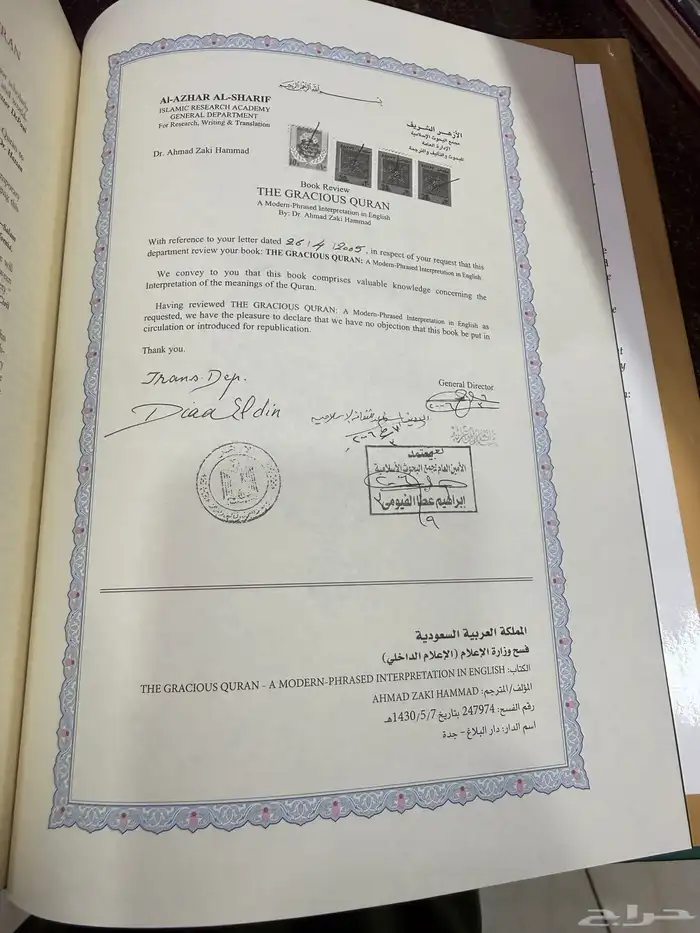 بسم الله الرحمن الرحيم
Al-AZHAR AL-SHARIF
ISLAMIC RESEARCH ACADEMY
GENERAL DEPARTMENT
For Research, Writing & Translation
الأزهر الشريف
مجمع البحوث الإسلامية
الإدارة العامة
للبحوث والتأليف والترجمة
Dr. Ahmad Zaki Hammad
Book Review
THE GRACIOUS QURAN
A Modern-Phrased Interpretation in English
By: Dr. Ahmad Zaki Hammad
With reference to your letter dated 26/4/2005, in respect of your request that this
department review your book: THE GRACIOUS QURAN: A Modern-Phrased Interpretation in English
We convey to you that this book comprises valuable knowledge concerning the
Interpretation of the meanings of the Quran.
Having reviewed THE GRACIOUS QURAN: A Modern-Phrased Interpretation in English as
requested, we have the pleasure to declare that we have no objection that this book be put in
circulation or introduced for republication.
Thank you.
Trans. Dep.
Diaa Eldin
General Director
يعتمد
الأمين العام لمجمع البحوث الأسلامية
إبراهيم عطا الفيومى
المملكة العربية السعودية
فسح وزارة الإعلام (الإعلام الداخلي)
الكتاب: THE GRACIOUS QURAN – A MODERN-PHRASED INTERPRETATION IN ENGLISH
المؤلف/المترجم: AHMAD ZAKI HAMMAD
رقم الفسح: 247974 بتاريخ 1430/5/7هـ
اسم الدار: دار البلاغ - جدة
حراج